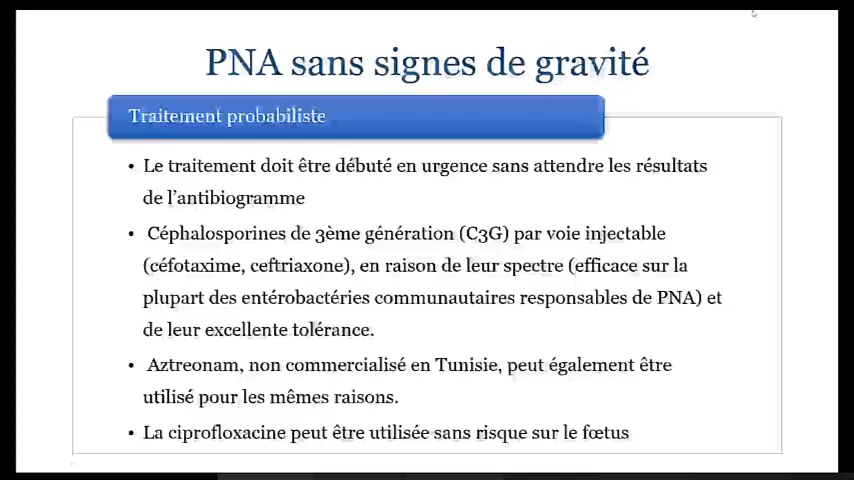 PNA sans signes de gravité
Traitement probabiliste
• Le traitement doit être débuté en urgence sans attendre les résultats
de l'antibiogramme
• Céphalosporines de 3ème génération (C3G) par voie injectable
(céfotaxime, ceftriaxone), en raison de leur spectre (efficace sur la
plupart des entérobactéries communautaires responsables de PNA) et
de leur excellente tolérance.
• Aztreonam, non commercialisé en Tunisie, peut également être
utilisé pour les mêmes raisons.
• La ciprofloxacine peut être utilisée sans risque sur le fœtus